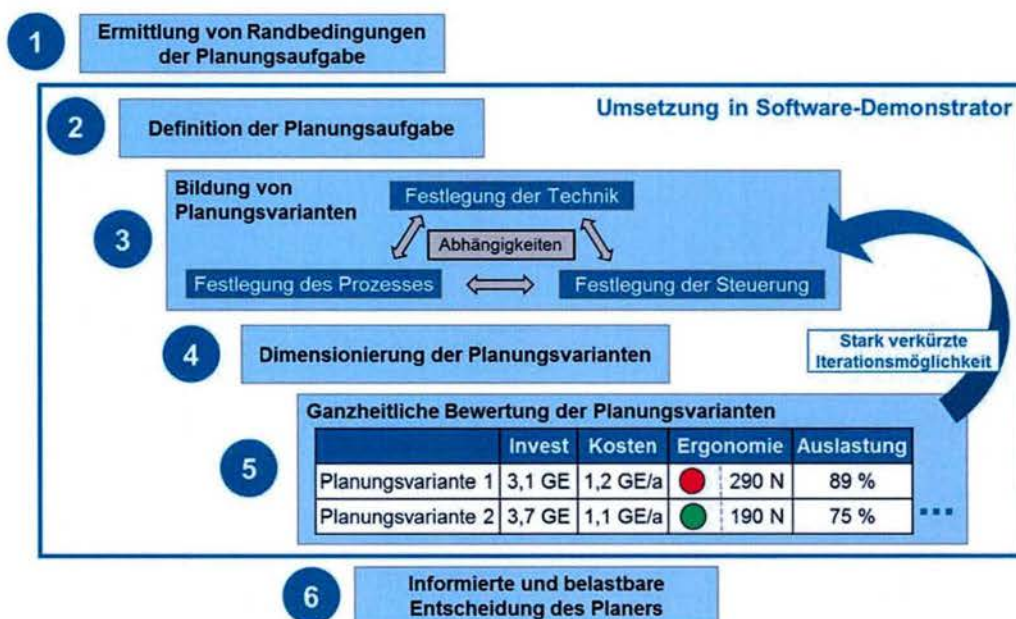 1
Ermittlung von Randbedingungen
der Planungsaufgabe
Umsetzung in Software-Demonstrator
2
Definition der Planungsaufgabe
3
Bildung von
Planungsvarianten
Festlegung der Technik
Abhängigkeiten
Festlegung des Prozesses
Festlegung der Steuerung
4
Dimensionierung der Planungsvarianten
Stark verkürzte
Iterationsmöglichkeit
5
Ganzheitliche Bewertung der Planungsvarianten
Invest Kosten Ergonomie Auslastung
Planungsvariante 1 3,1 GE 1,2 GE/a 290 N 89 %
Planungsvariante 2 3,7 GE 1,1 GE/a 190 N 75 %
...
6
Informierte und belastbare
Entscheidung des Planers